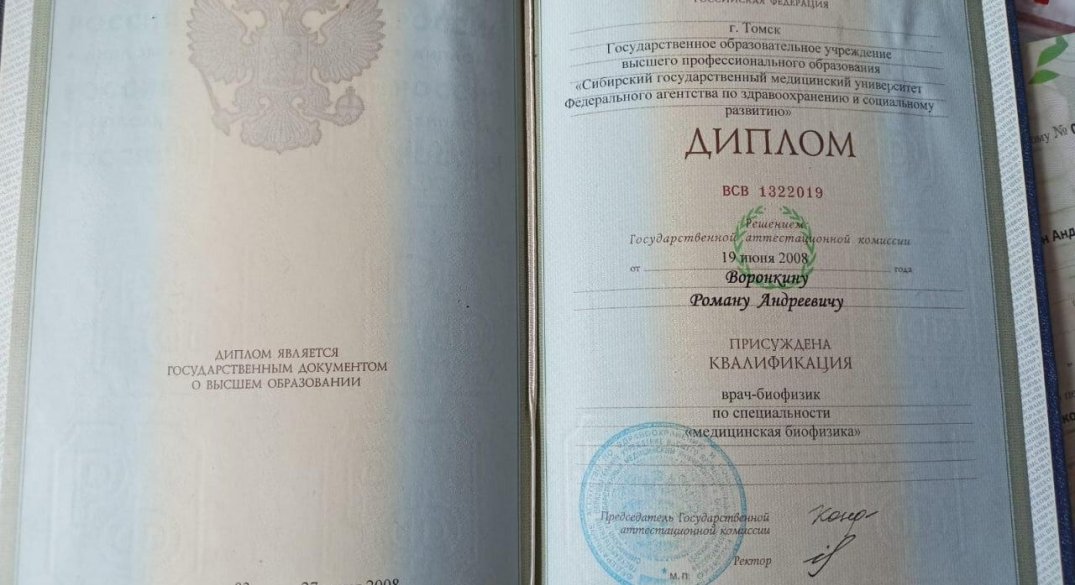 ДИПЛОМ ЯВЛЯЕТСЯ
ГОСУДАРСТВЕННЫМ ДОКУМЕНТОМ
О ВЫСШЕМ ОБРАЗОВАНИИ
РОССИЙСКАЯ ФЕДЕРАЦИЯ
г. Томск
Государственное образовательное учреждение
высшего профессионального образования
«Сибирский государственный медицинский университет
Федерального агентства по здравоохранению и социальному
развитию»
ДИПЛОМ
ВСВ 1322019
Решением
Государственной аттестационной комиссии
от 19 июня 2008 года
Воронкину
Роману Андреевичу
ПРИСУЖДЕНА
КВАЛИФИКАЦИЯ
врач-биофизик
по специальности
«медицинская биофизика»
Председатель Государственной
аттестационной комиссии
Ректор
М.П.